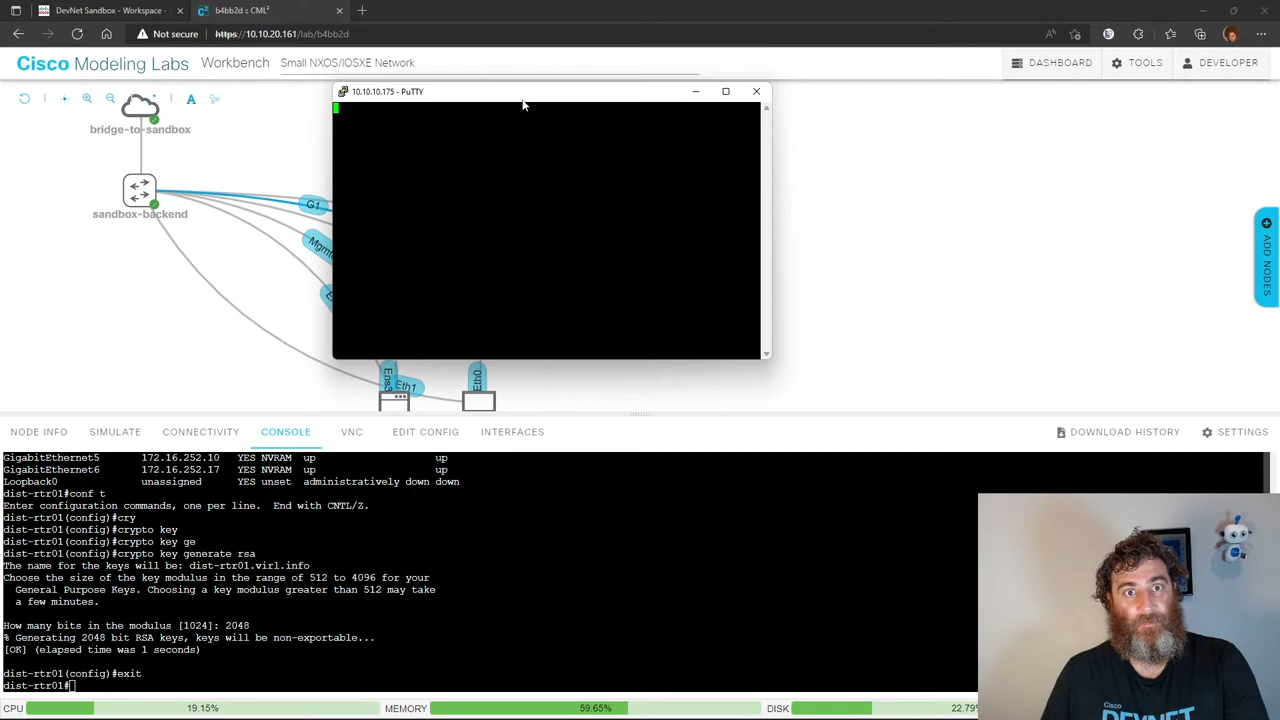 DevNet Sandbox - Workspace -
b4bb2d :: CML²
Not secure
https://10.10.20.161/lab/b4bb2d
Cisco Modeling Labs
Workbench
Small NXOS/IOSXE Network
DASHBOARD
TOOLS
DEVELOPER
A
bridge-to-sandbox
sandbox-backend
G1
10.10.10.175 - PuTTY
Eth1
Eth0
ADD NODES
NODE INFO
SIMULATE
CONNECTIVITY
CONSOLE
VNC
EDIT CONFIG
INTERFACES
DOWNLOAD HISTORY
SETTINGS
GigabitEthernet5 172.16.252.10 YES NVRAM up up
GigabitEthernet6 172.16.252.17 YES NVRAM up up
Loopback0 unassigned YES unset administratively down down
dist-rtr01#conf t
Enter configuration commands, one per line. End with CNTL/Z.
dist-rtr01(config)#cry
dist-rtr01(config)#crypto key
dist-rtr01(config)#crypto key ge
dist-rtr01(config)#crypto key generate rsa
The name for the keys will be: dist-rtr01.virl.info
Choose the size of the key modulus in the range of 512 to 4096 for your
General Purpose Keys. Choosing a key modulus greater than 512 may take
a few minutes.
How many bits in the modulus [1024]: 2048
% Generating 2048 bit RSA keys, keys will be non-exportable...
[OK] (elapsed time was 1 seconds)
dist-rtr01(config)#exit
dist-rtr01#
CPU
19.15%
MEMORY
59.65%
DISK
22.79%
Cisco
DEVNET